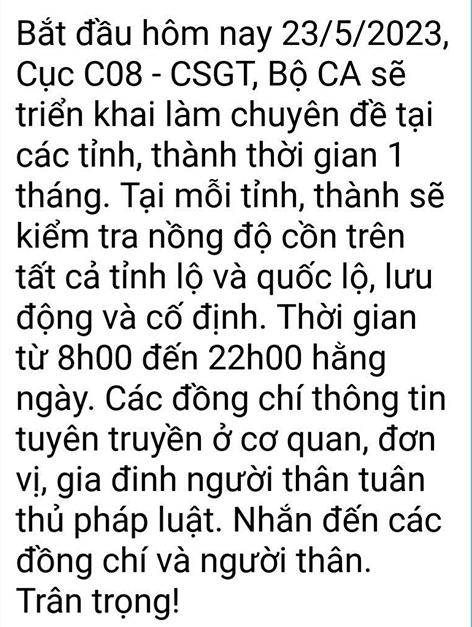 Bắt đầu hôm nay 23/5/2023,
Cục C08 - CSGT, Bộ CA sẽ
triển khai làm chuyên đề tại
các tỉnh, thành thời gian 1
tháng. Tại mỗi tỉnh, thành sẽ
kiểm tra nồng độ cồn trên
tất cả tỉnh lộ và quốc lộ, lưu
động và cố định. Thời gian
từ 8h00 đến 22h00 hằng
ngày. Các đồng chí thông tin
tuyên truyền ở cơ quan, đơn
vị, gia đinh người thân tuân
thủ pháp luật. Nhắn đến các
đồng chí và người thân.
Trân trọng!